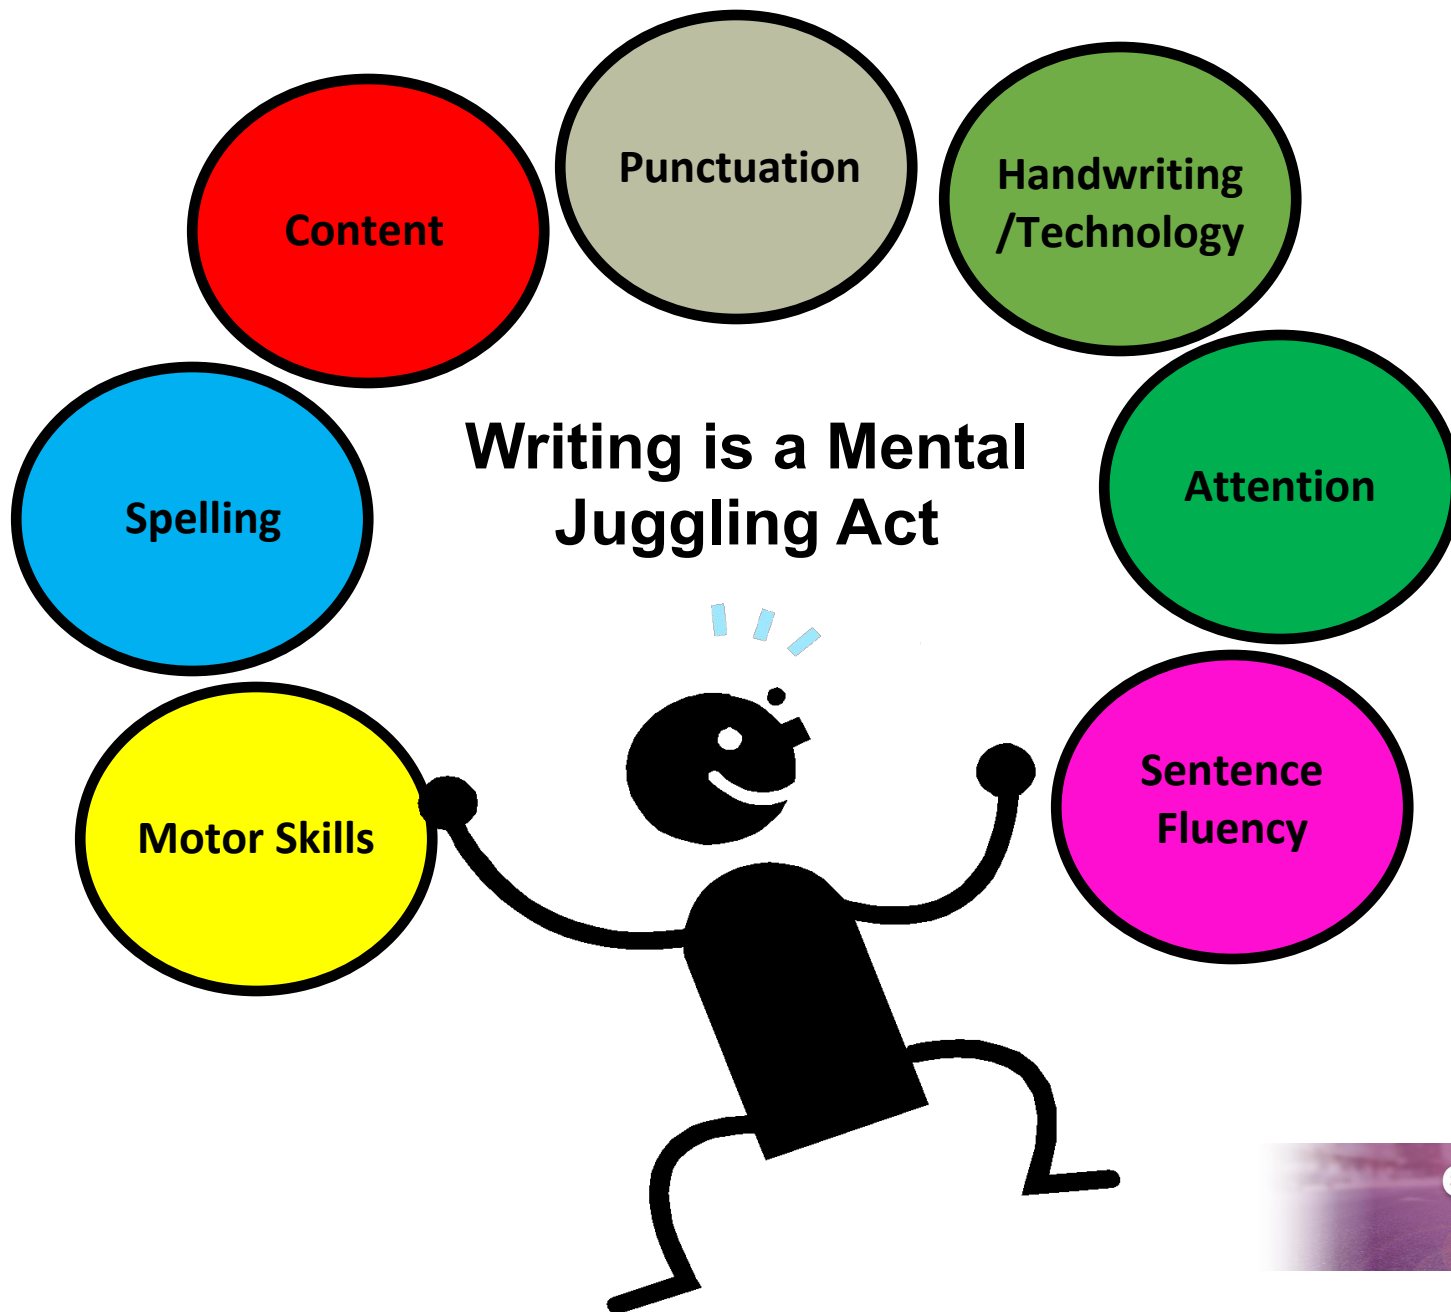 Punctuation
Handwriting
/Technology
Content
Writing is a Mental
Juggling Act
Attention
Spelling
Sentence
Fluency
Motor Skills